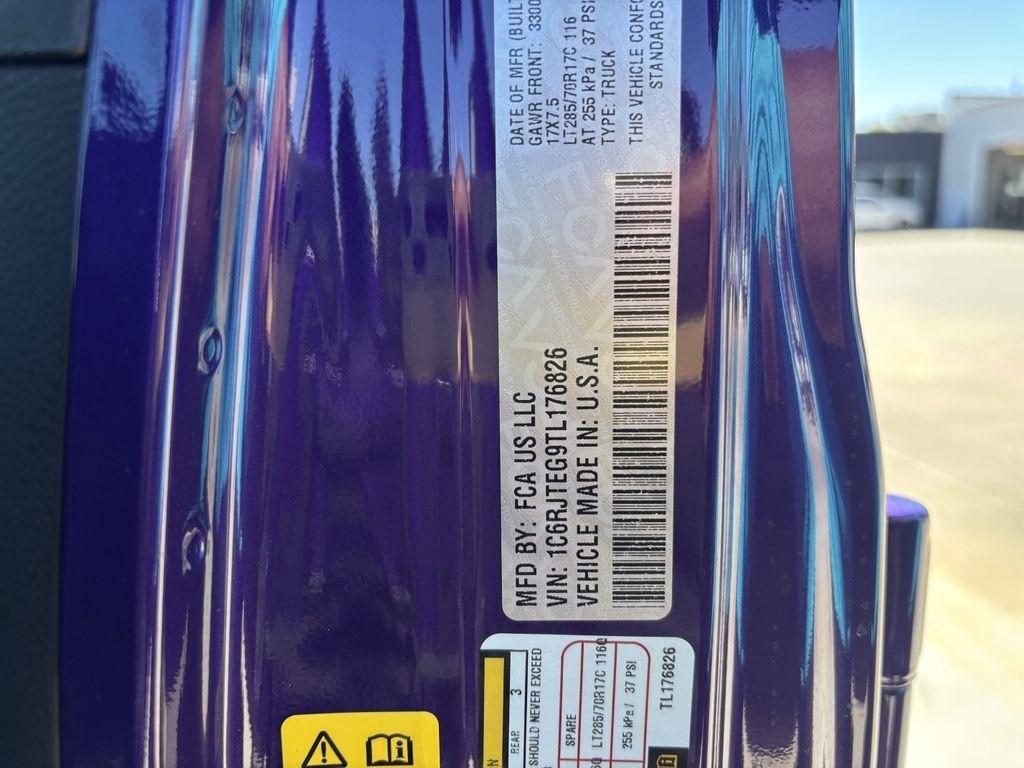 MFD BY: FCA US LLC
VIN: 1C6RJTEG9TL176826
VEHICLE MADE IN: U.S.A.
DATE OF MFR (BUILT
GAWR FRONT: 3300
17X7.5
LT285/70R17C 116
AT 255 kPa / 37 PSI
TYPE: TRUCK
THIS VEHICLE CONFO
STANDARDS
FCA
REAR 3
SHOULD NEVER EXCEED
SPARE
LT285/70R17C 116Q
255 kPa / 37 PSI
TL176826